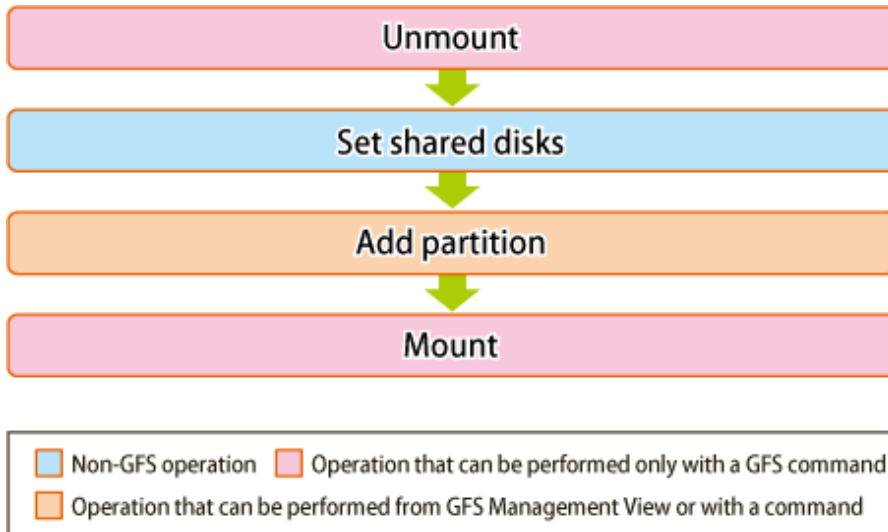 Unmount
Set shared disks
Add partition
Mount
Non-GFS operation Operation that can be performed only with a GFS command
Operation that can be performed from GFS Management View or with a command